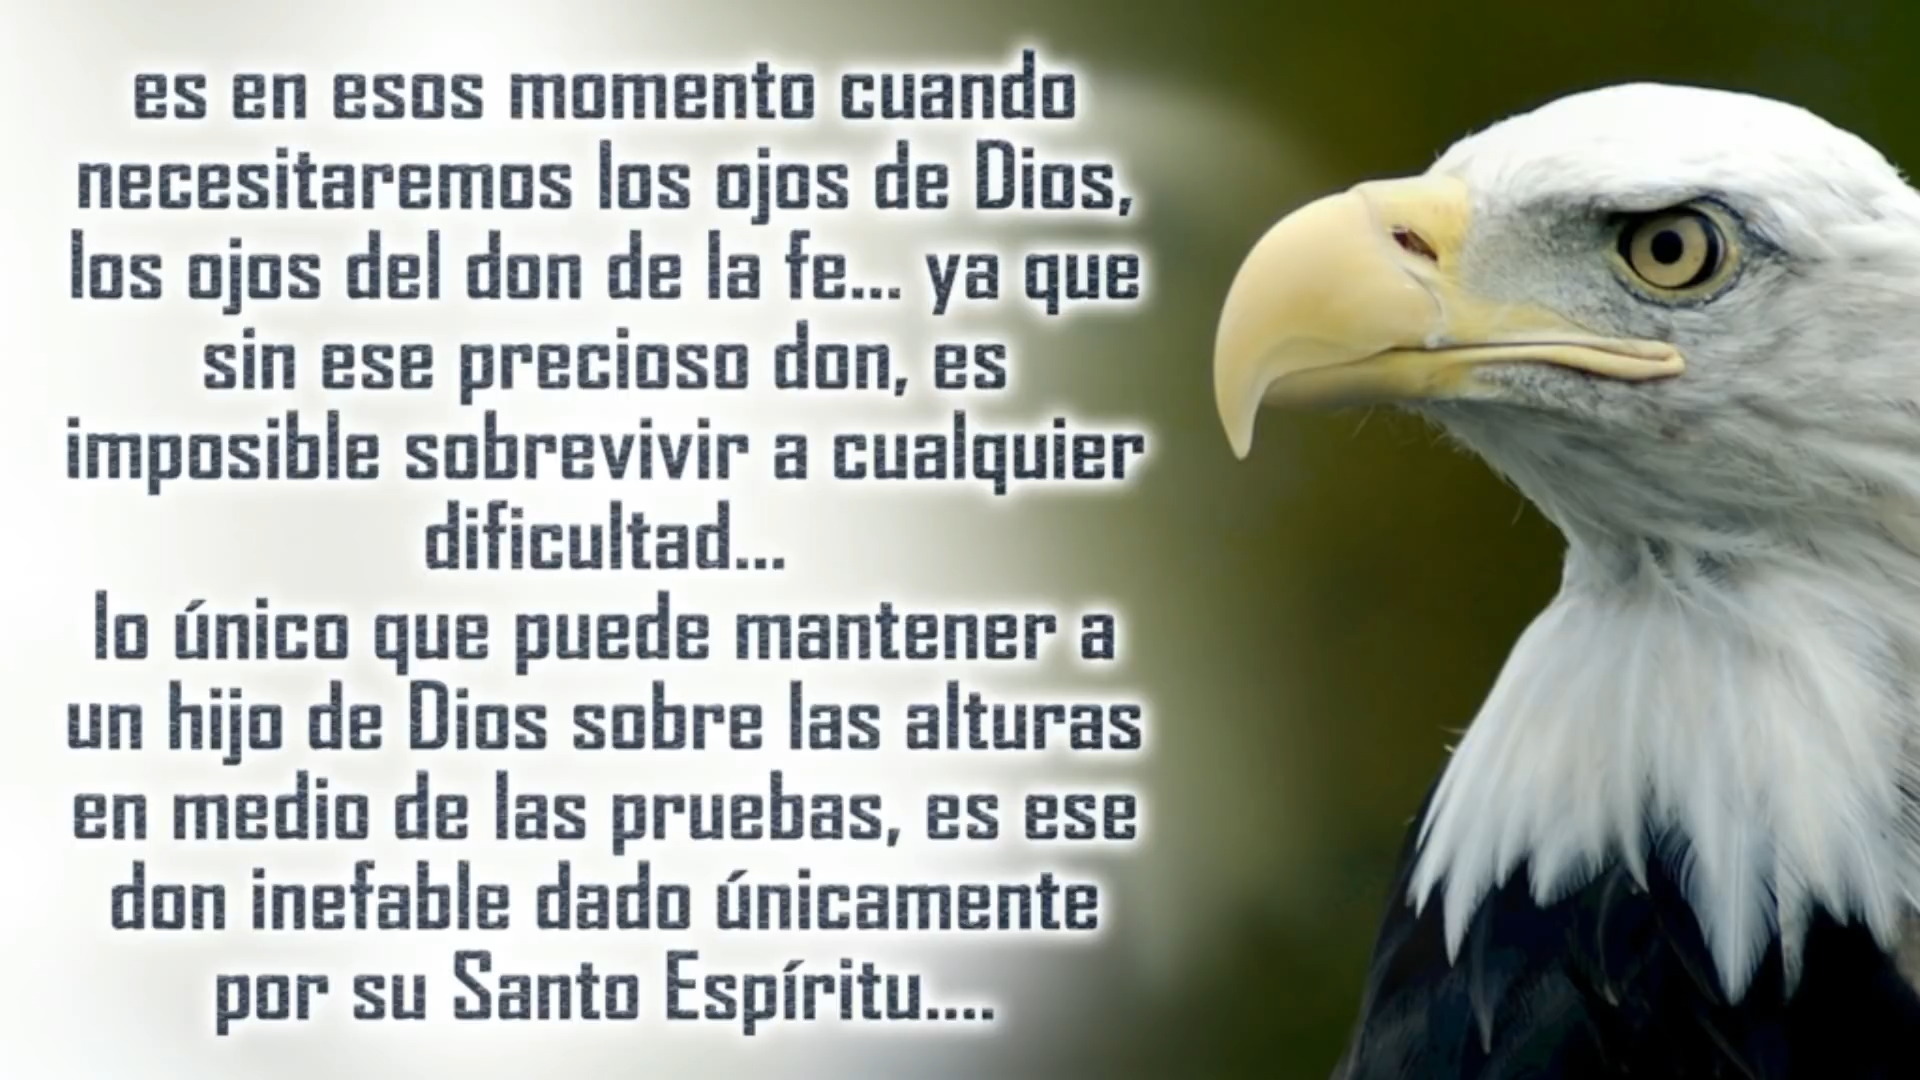 es en esos momento cuando
necesitaremos los ojos de Dios,
los ojos del don de la fe... ya que
sin ese precioso don, es
imposible sobrevivir a cualquier
dificultad...
lo único que puede mantener a
un hijo de Dios sobre las alturas
en medio de las pruebas, es ese
don inefable dado únicamente
por su Santo Espíritu....